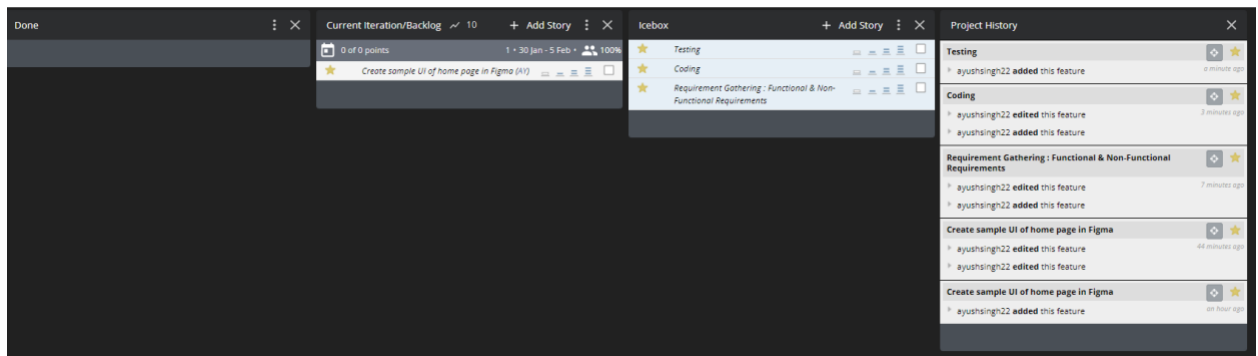 Done
Current Iteration/Backlog 10 + Add Story
0 of 0 points 1 • 30 Jan - 5 Feb • 100%
Create sample UI of home page in Figma (AY)
Icebox + Add Story
Testing
Coding
Requirement Gathering : Functional & Non-
Functional Requirements
Project History
Testing
ayushsingh22 added this feature a minute ago
Coding
ayushsingh22 edited this feature 3 minutes ago
ayushsingh22 added this feature
Requirement Gathering : Functional & Non-Functional
Requirements
ayushsingh22 edited this feature 7 minutes ago
ayushsingh22 added this feature
Create sample UI of home page in Figma
ayushsingh22 edited this feature 44 minutes ago
ayushsingh22 edited this feature
Create sample UI of home page in Figma
ayushsingh22 added this feature an hour ago